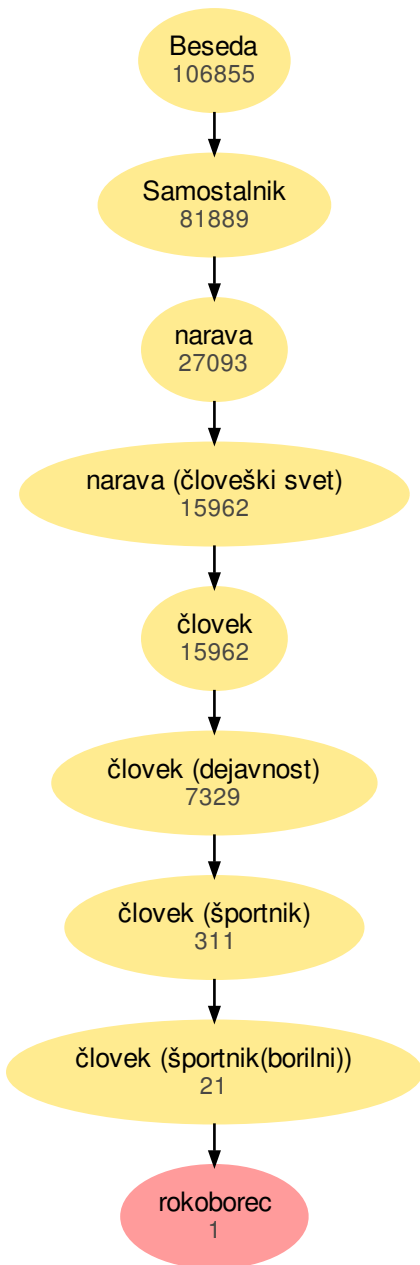 Beseda
106855
Samostalnik
81889
narava
27093
narava (človeški svet)
15962
človek
15962
človek (dejavnost)
7329
človek (športnik)
311
človek (športnik(borilni))
21
rokoborec
1